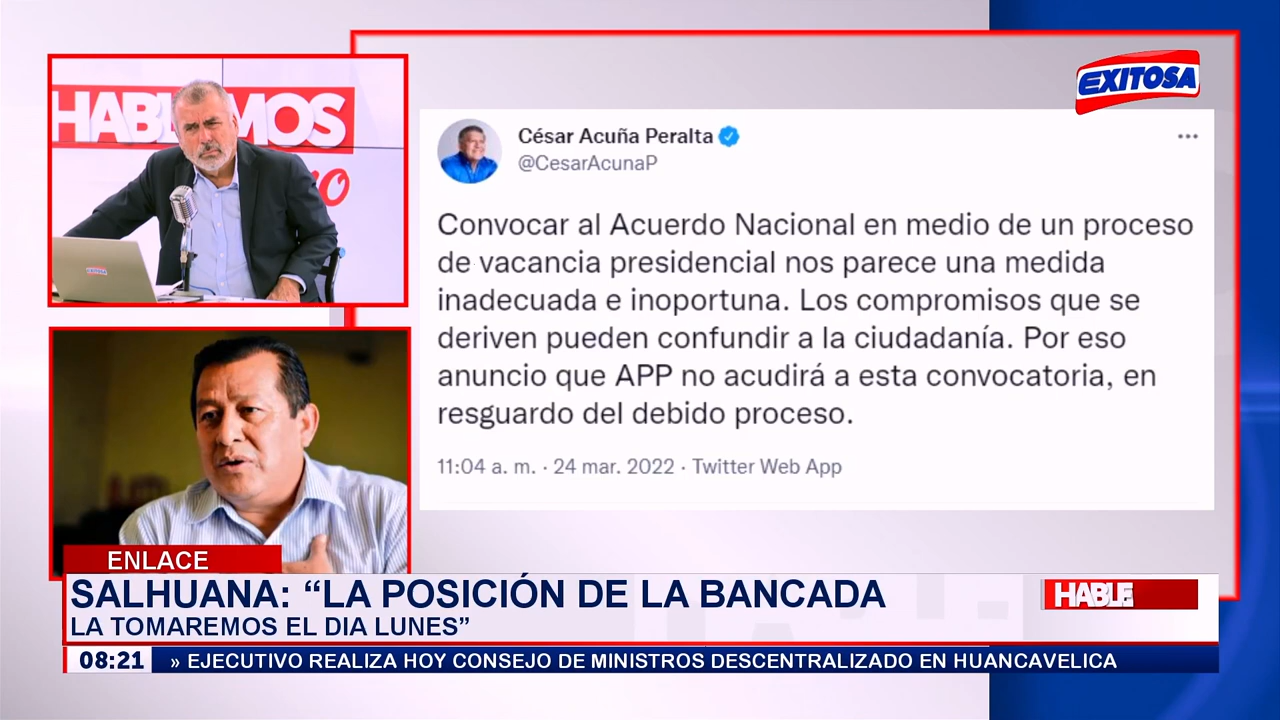 HABLEMOS
EXITOSA
César Acuña Peralta
@CesarAcunaP
Convocar al Acuerdo Nacional en medio de un proceso
de vacancia presidencial nos parece una medida
inadecuada e inoportuna. Los compromisos que se
deriven pueden confundir a la ciudadanía. Por eso
anuncio que APP no acudirá a esta convocatoria, en
resguardo del debido proceso.
11:04 a. m. · 24 mar. 2022 · Twitter Web App
ENLACE
SALHUANA: “LA POSICIÓN DE LA BANCADA
LA TOMAREMOS EL DIA LUNES”
HABLE
08:21 » EJECUTIVO REALIZA HOY CONSEJO DE MINISTROS DESCENTRALIZADO EN HUANCAVELICA